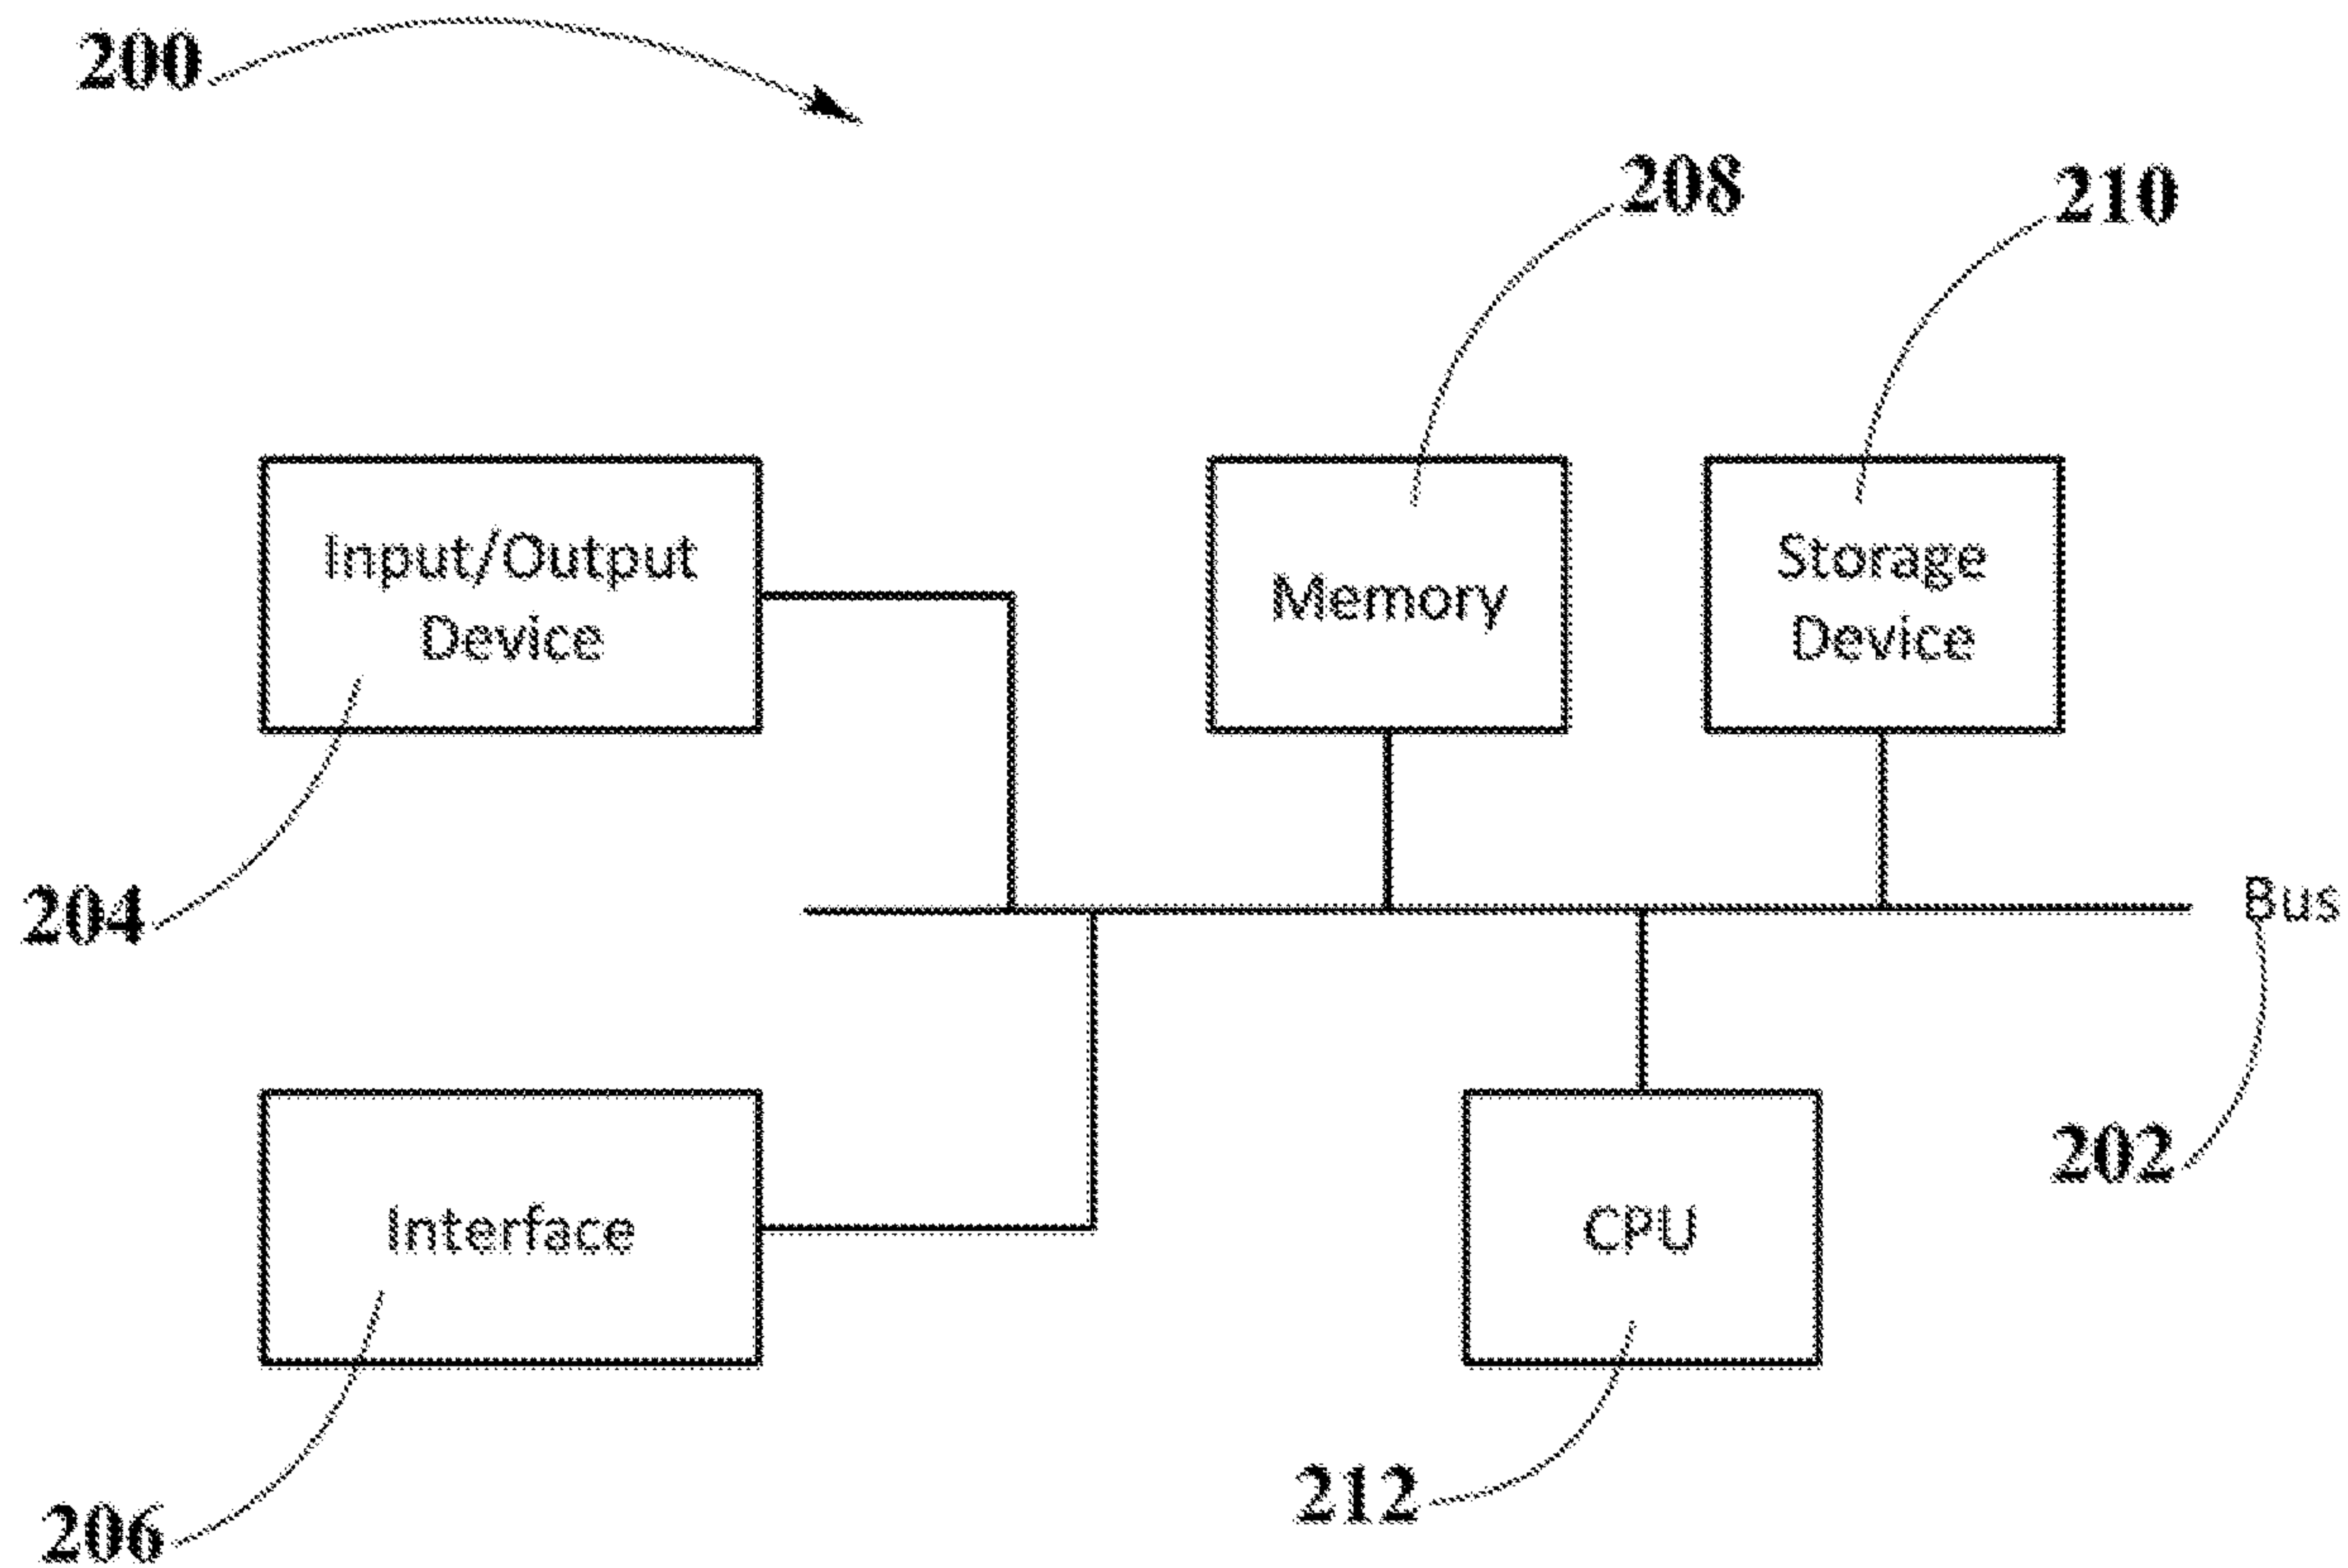 200
208
210
Input/Output
Device
Memory
Storage
Device
204
Bus
202
Interface
CPU
206
212